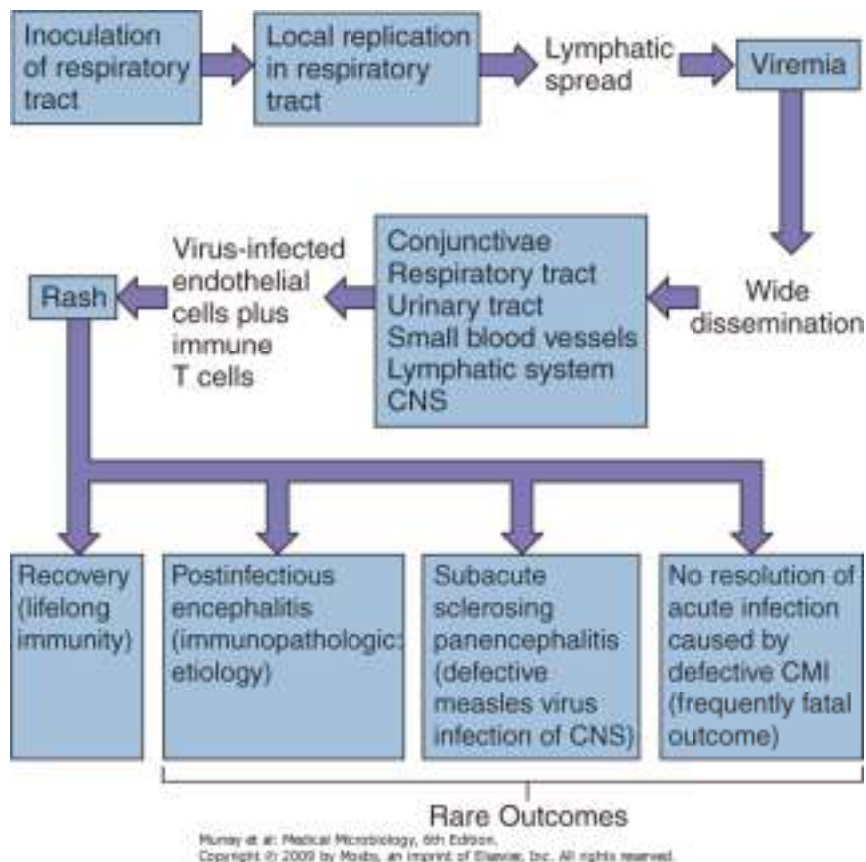 Inoculation
of respiratory
tract
Local replication
in respiratory
tract
Lymphatic
spread
Viremia
Wide
dissemination
Conjunctivae
Respiratory tract
Urinary tract
Small blood vessels
Lymphatic system
CNS
Virus-infected
endothelial
cells plus
immune
T cells
Rash
Recovery
(lifelong
immunity)
Postinfectious
encephalitis
(immunopathologic:
etiology)
Subacute
sclerosing
panencephalitis
(defective
measles virus
infection of CNS)
No resolution of
acute infection
caused by
defective CMI
(frequently fatal
outcome)
Rare Outcomes
Murray et al: Medical Microbiology, 6th Edition.
Copyright © 2009 by Mosby, an imprint of Elsevier, Inc. All rights reserved.